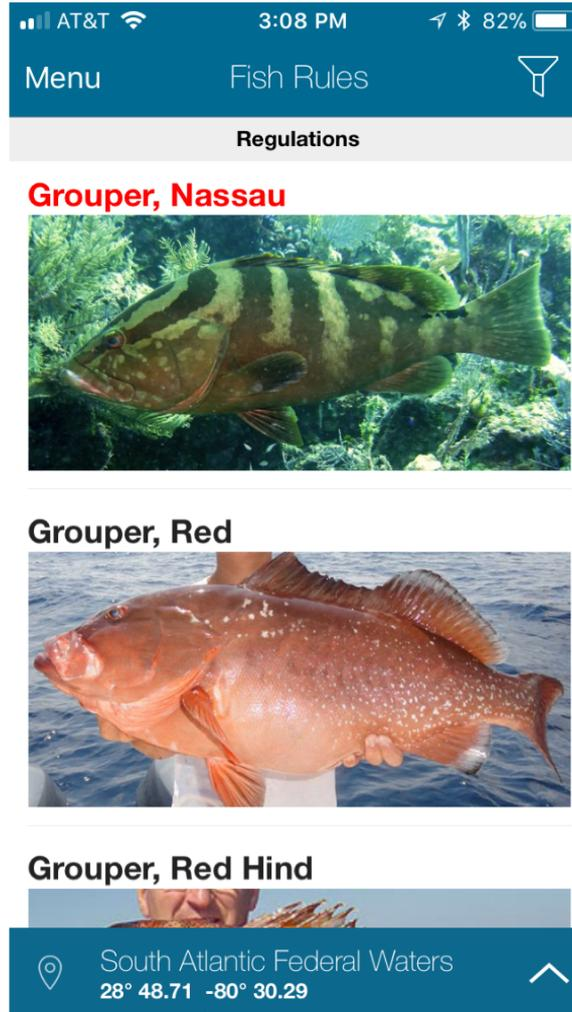 AT&T 3:08 PM 82%
Menu Fish Rules
Regulations
Grouper, Nassau
Grouper, Red
Grouper, Red Hind
South Atlantic Federal Waters
28° 48.71 -80° 30.29